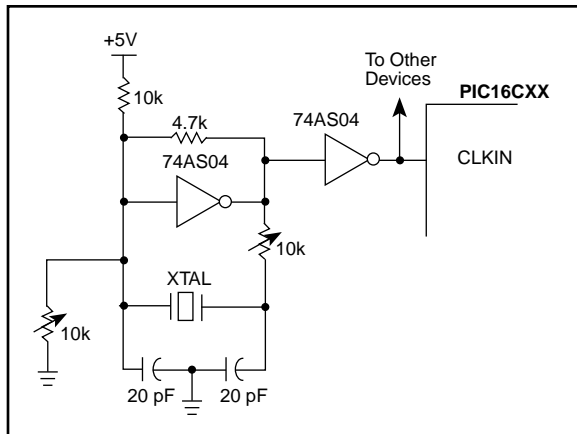 +5V
To Other
Devices
PIC16CXX
10k
4.7k
74AS04
74AS04
CLKIN
10k
XTAL
10k
20 pF
20 pF